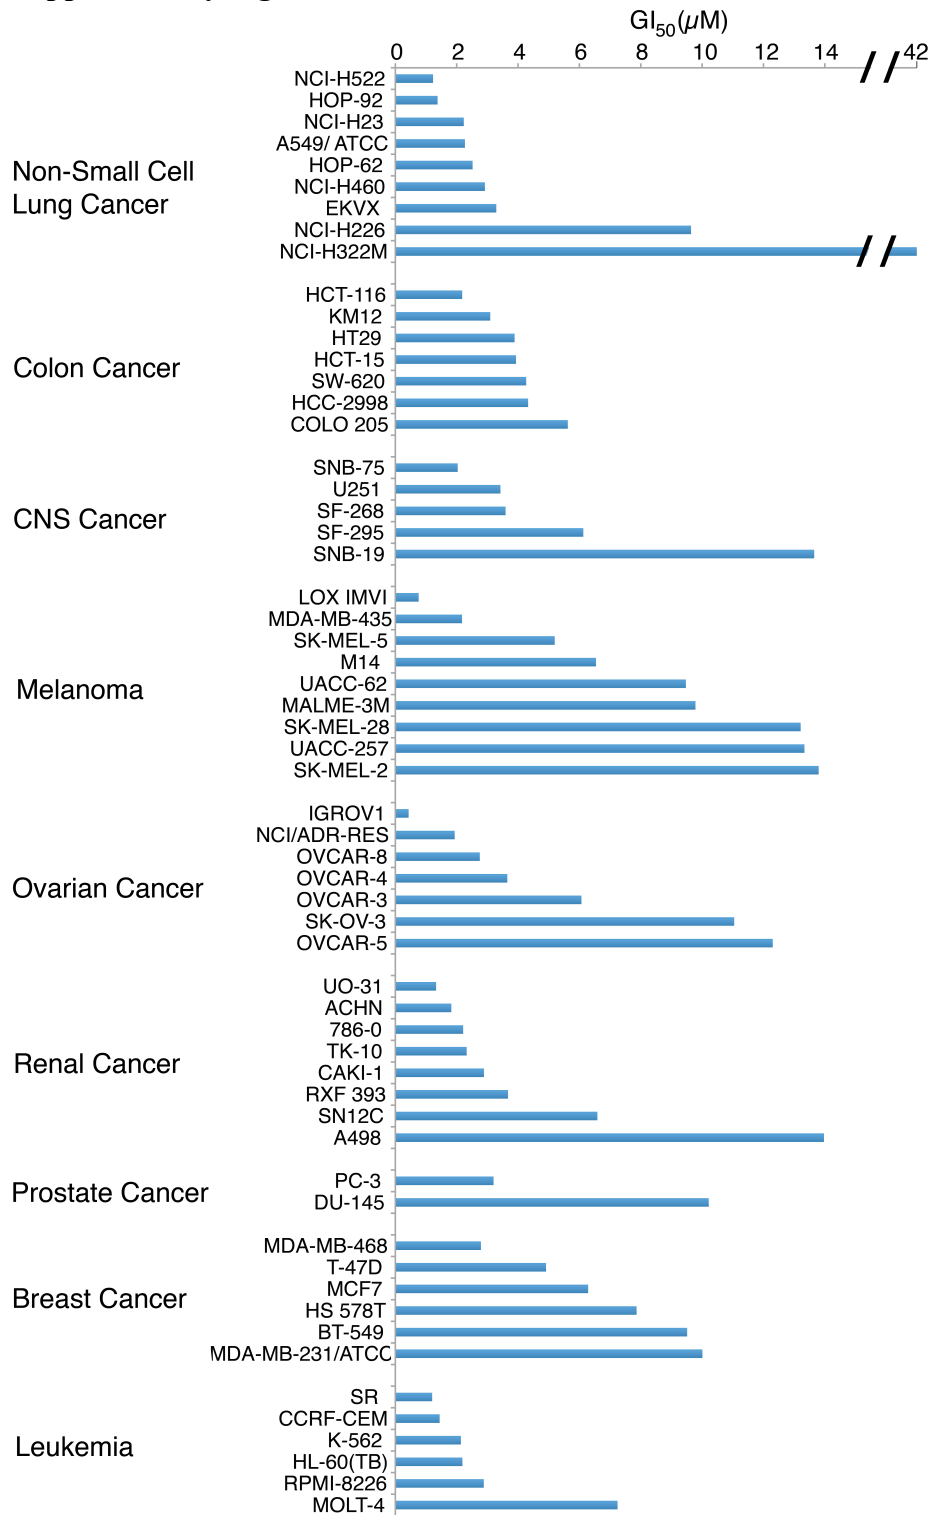 GI50(µM)
0 2 4 6 8 10 12 14 42
Non-Small Cell
Lung Cancer
NCI-H522
HOP-92
NCI-H23
A549/ ATCC
HOP-62
NCI-H460
EKVX
NCI-H226
NCI-H322M
Colon Cancer
HCT-116
KM12
HT29
HCT-15
SW-620
HCC-2998
COLO 205
CNS Cancer
SNB-75
U251
SF-268
SF-295
SNB-19
Melanoma
LOX IMVI
MDA-MB-435
SK-MEL-5
M14
UACC-62
MALME-3M
SK-MEL-28
UACC-257
SK-MEL-2
Ovarian Cancer
IGROV1
NCI/ADR-RES
OVCAR-8
OVCAR-4
OVCAR-3
SK-OV-3
OVCAR-5
Renal Cancer
UO-31
ACHN
786-0
TK-10
CAKI-1
RXF 393
SN12C
A498
Prostate Cancer
PC-3
DU-145
Breast Cancer
MDA-MB-468
T-47D
MCF7
HS 578T
BT-549
MDA-MB-231/ATCC
Leukemia
SR
CCRF-CEM
K-562
HL-60(TB)
RPMI-8226
MOLT-4